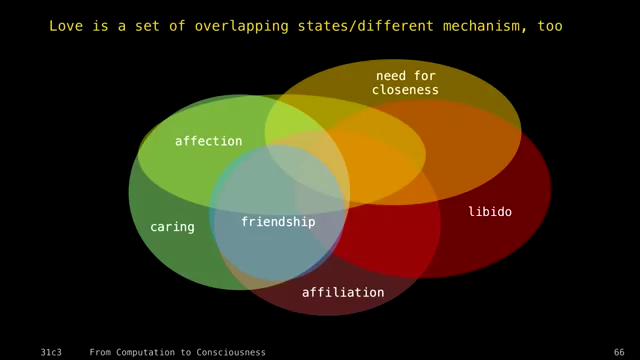 Love is a set of overlapping states/different mechanism, too
need for
closeness
affection
libido
caring
friendship
affiliation
31c3 From Computation to Consciousness 66